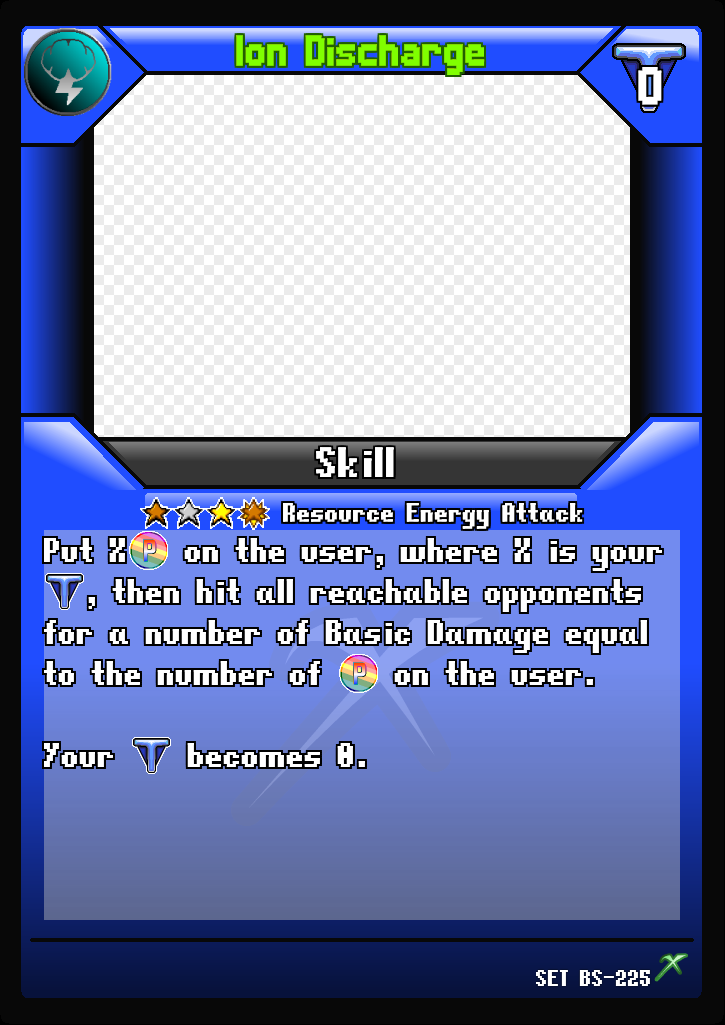 Ion Discharge
0
Skill
Resource Energy Attack
Put XP on the user, where X is your
T, then hit all reachable opponents
for a number of Basic Damage equal
to the number of P on the user.
Your T becomes 0.
SET BS-225